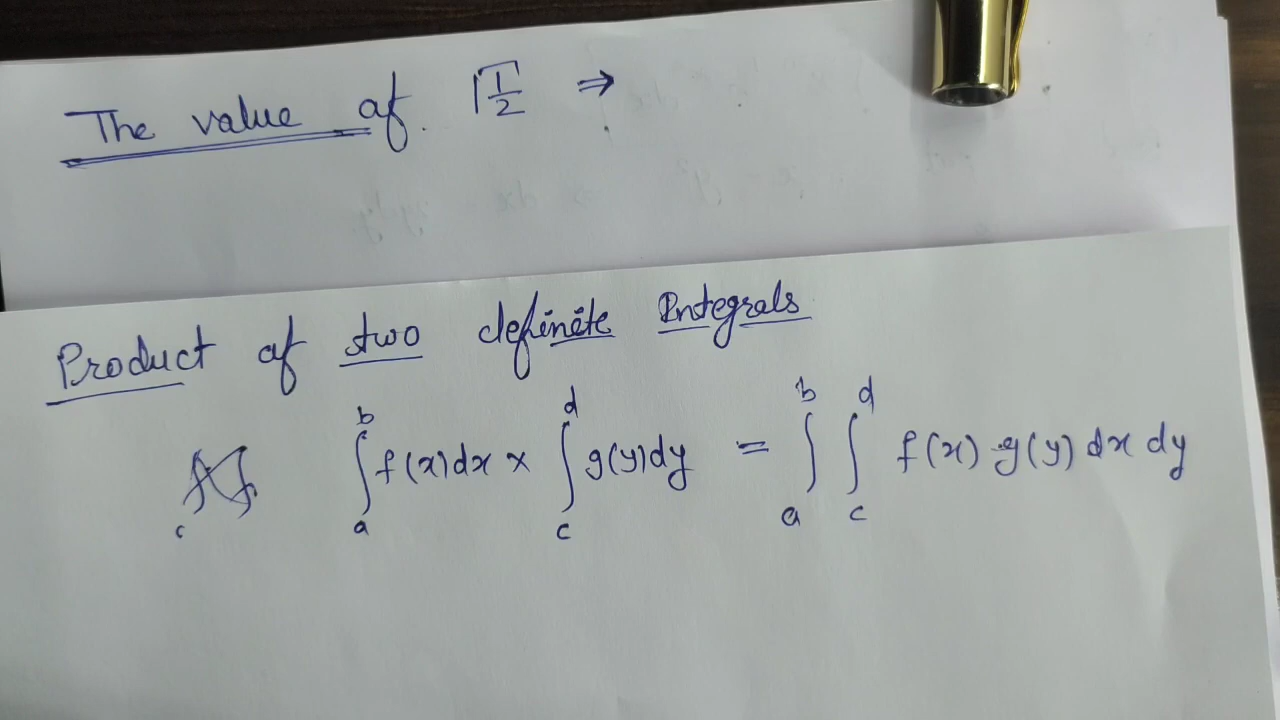 The value of. Γ1/2 ⇒
Product of two definite Integrals
∫_a^b f(x)dx × ∫_c^d g(y)dy = ∫_a^b ∫_c^d f(x)·g(y) dx dy
c